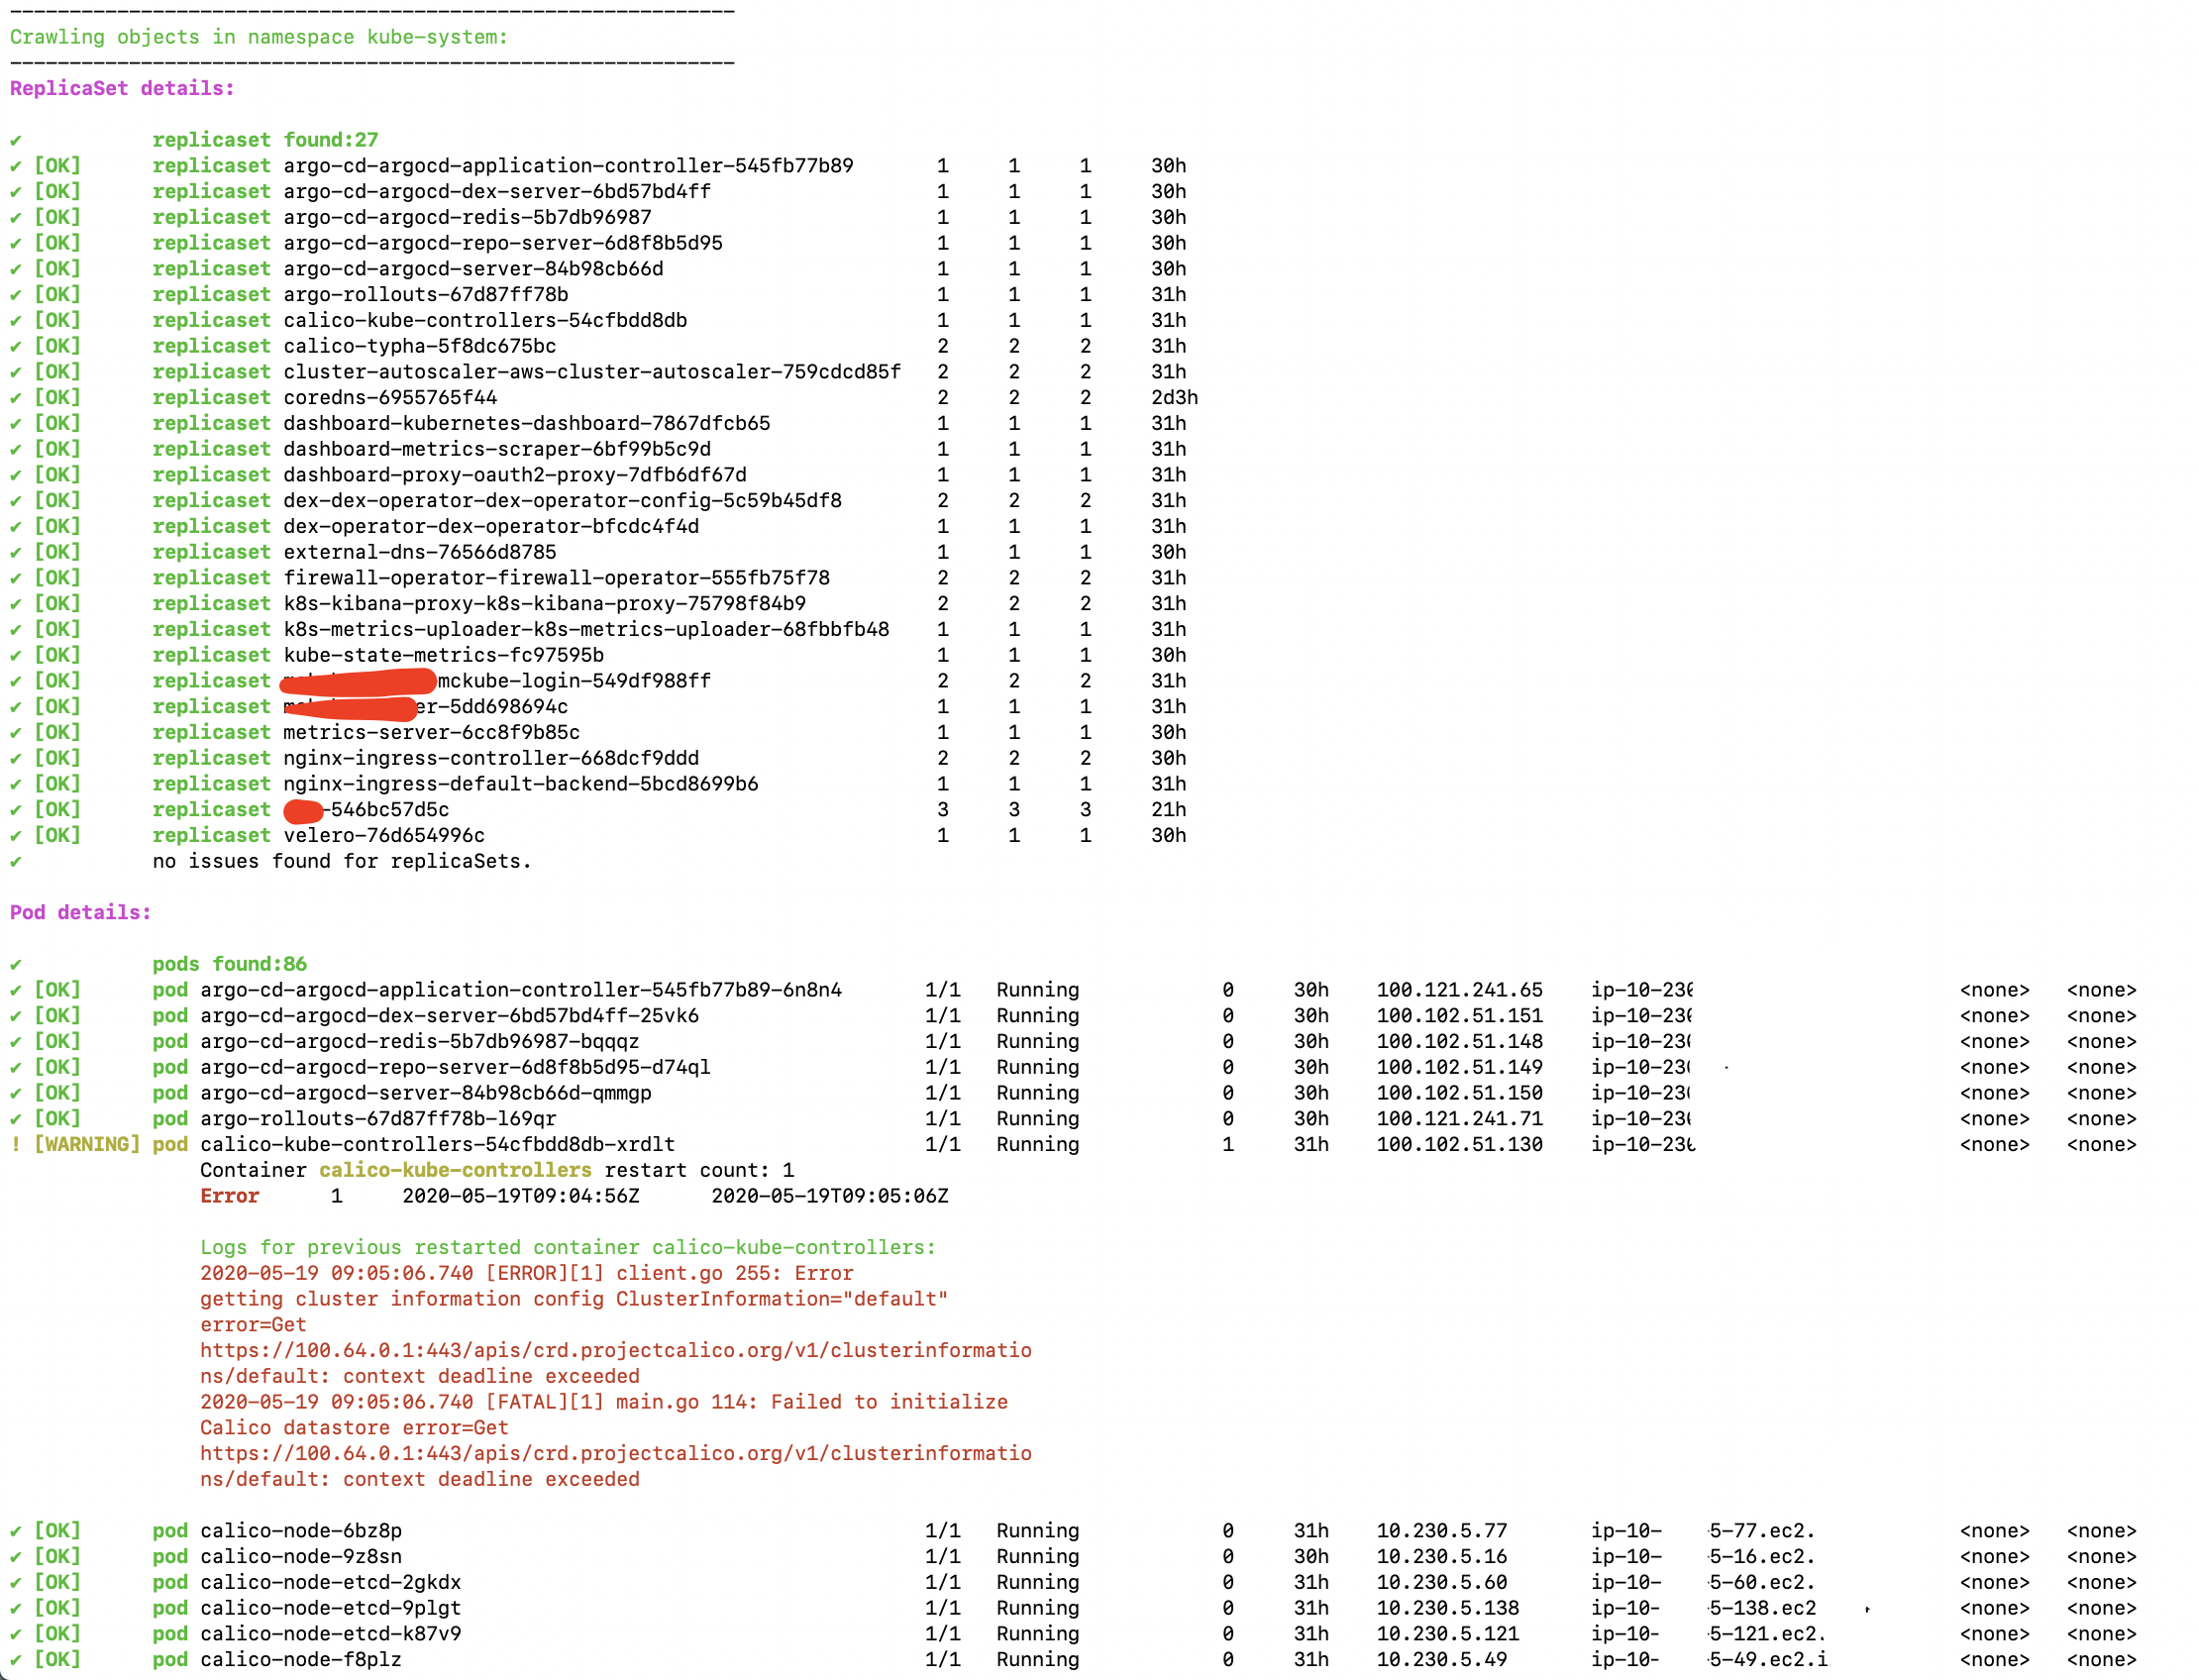 -------------------------------------------------------------
Crawling objects in namespace kube-system:
-------------------------------------------------------------
ReplicaSet details:
✔ replicaset found:27
✔ [OK] replicaset argo-cd-argocd-application-controller-545fb77b89 1 1 1 30h
✔ [OK] replicaset argo-cd-argocd-dex-server-6bd57bd4ff 1 1 1 30h
✔ [OK] replicaset argo-cd-argocd-redis-5b7db96987 1 1 1 30h
✔ [OK] replicaset argo-cd-argocd-repo-server-6d8f8b5d95 1 1 1 30h
✔ [OK] replicaset argo-cd-argocd-server-84b98cb66d 1 1 1 30h
✔ [OK] replicaset argo-rollouts-67d87ff78b 1 1 1 31h
✔ [OK] replicaset calico-kube-controllers-54cfbdd8db 1 1 1 31h
✔ [OK] replicaset calico-typha-5f8dc675bc 2 2 2 31h
✔ [OK] replicaset cluster-autoscaler-aws-cluster-autoscaler-759cdcd85f 2 2 2 31h
✔ [OK] replicaset coredns-6955765f44 2 2 2 2d3h
✔ [OK] replicaset dashboard-kubernetes-dashboard-7867dfcb65 1 1 1 31h
✔ [OK] replicaset dashboard-metrics-scraper-6bf99b5c9d 1 1 1 31h
✔ [OK] replicaset dashboard-proxy-oauth2-proxy-7dfb6df67d 1 1 1 31h
✔ [OK] replicaset dex-dex-operator-dex-operator-config-5c59b45df8 2 2 2 31h
✔ [OK] replicaset dex-operator-dex-operator-bfcdc4f4d 1 1 1 31h
✔ [OK] replicaset external-dns-76566d8785 1 1 1 30h
✔ [OK] replicaset firewall-operator-firewall-operator-555fb75f78 2 2 2 31h
✔ [OK] replicaset k8s-kibana-proxy-k8s-kibana-proxy-75798f84b9 2 2 2 31h
✔ [OK] replicaset k8s-metrics-uploader-k8s-metrics-uploader-68fbbfb48 1 1 1 31h
✔ [OK] replicaset kube-state-metrics-fc97595b 1 1 1 30h
✔ [OK] replicaset mckube-login-549df988ff 2 2 2 31h
✔ [OK] replicaset er-5dd698694c 1 1 1 31h
✔ [OK] replicaset metrics-server-6cc8f9b85c 1 1 1 30h
✔ [OK] replicaset nginx-ingress-controller-668dcf9ddd 2 2 2 30h
✔ [OK] replicaset nginx-ingress-default-backend-5bcd8699b6 1 1 1 31h
✔ [OK] replicaset -546bc57d5c 3 3 3 21h
✔ [OK] replicaset velero-76d654996c 1 1 1 30h
✔ no issues found for replicaSets.
Pod details:
✔ pods found:86
✔ [OK] pod argo-cd-argocd-application-controller-545fb77b89-6n8n4 1/1 Running 0 30h 100.121.241.65 ip-10-230 <none> <none>
✔ [OK] pod argo-cd-argocd-dex-server-6bd57bd4ff-25vk6 1/1 Running 0 30h 100.102.51.151 ip-10-230 <none> <none>
✔ [OK] pod argo-cd-argocd-redis-5b7db96987-bqqqz 1/1 Running 0 30h 100.102.51.148 ip-10-230 <none> <none>
✔ [OK] pod argo-cd-argocd-repo-server-6d8f8b5d95-d74ql 1/1 Running 0 30h 100.102.51.149 ip-10-230 <none> <none>
✔ [OK] pod argo-cd-argocd-server-84b98cb66d-qmmgp 1/1 Running 0 30h 100.102.51.150 ip-10-230 <none> <none>
✔ [OK] pod argo-rollouts-67d87ff78b-l69qr 1/1 Running 0 30h 100.121.241.71 ip-10-230 <none> <none>
! [WARNING] pod calico-kube-controllers-54cfbdd8db-xrdlt 1/1 Running 1 31h 100.102.51.130 ip-10-230 <none> <none>
Container calico-kube-controllers restart count: 1
Error 1 2020-05-19T09:04:56Z 2020-05-19T09:05:06Z
Logs for previous restarted container calico-kube-controllers:
2020-05-19 09:05:06.740 [ERROR][1] client.go 255: Error
getting cluster information config ClusterInformation="default"
error=Get
https://100.64.0.1:443/apis/crd.projectcalico.org/v1/clusterinformatio
ns/default: context deadline exceeded
2020-05-19 09:05:06.740 [FATAL][1] main.go 114: Failed to initialize
Calico datastore error=Get
https://100.64.0.1:443/apis/crd.projectcalico.org/v1/clusterinformatio
ns/default: context deadline exceeded
✔ [OK] pod calico-node-6bz8p 1/1 Running 0 31h 10.230.5.77 ip-10- 5-77.ec2. <none> <none>
✔ [OK] pod calico-node-9z8sn 1/1 Running 0 30h 10.230.5.16 ip-10- 5-16.ec2. <none> <none>
✔ [OK] pod calico-node-etcd-2gkdx 1/1 Running 0 31h 10.230.5.60 ip-10- 5-60.ec2. <none> <none>
✔ [OK] pod calico-node-etcd-9plgt 1/1 Running 0 31h 10.230.5.138 ip-10- 5-138.ec2 <none> <none>
✔ [OK] pod calico-node-etcd-k87v9 1/1 Running 0 31h 10.230.5.121 ip-10- 5-121.ec2. <none> <none>
✔ [OK] pod calico-node-f8plz 1/1 Running 0 31h 10.230.5.49 ip-10- 5-49.ec2.i <none> <none>